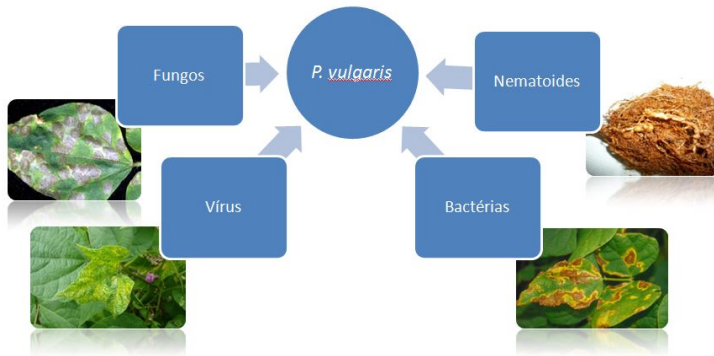 Fungos
P. vulgaris
Nematoides
Vírus
Bactérias